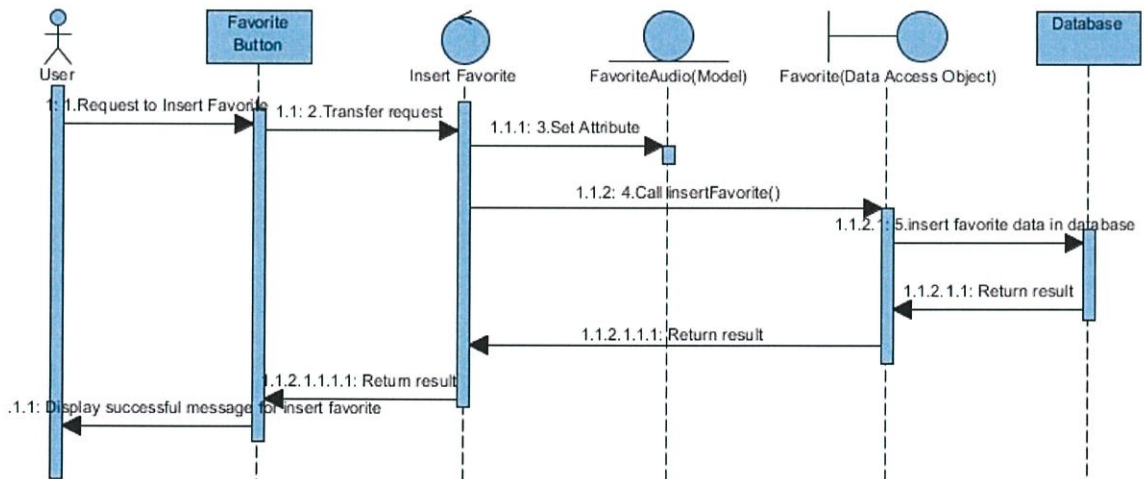 Favorite
Button
Database
User
Insert Favorite
FavoriteAudio(Model)
Favorite(Data Access Object)
1: 1.Request to Insert Favorite
1.1: 2.Transfer request
1.1.1: 3.Set Attribute
1.1.2: 4.Call insertFavorite()
1.1.2.1: 5.insert favorite data in database
1.1.2.1.1: Return result
1.1.2.1.1.1: Return result
1.1.2.1.1.1.1: Return result
.1.1: Display successful message for insert favorite